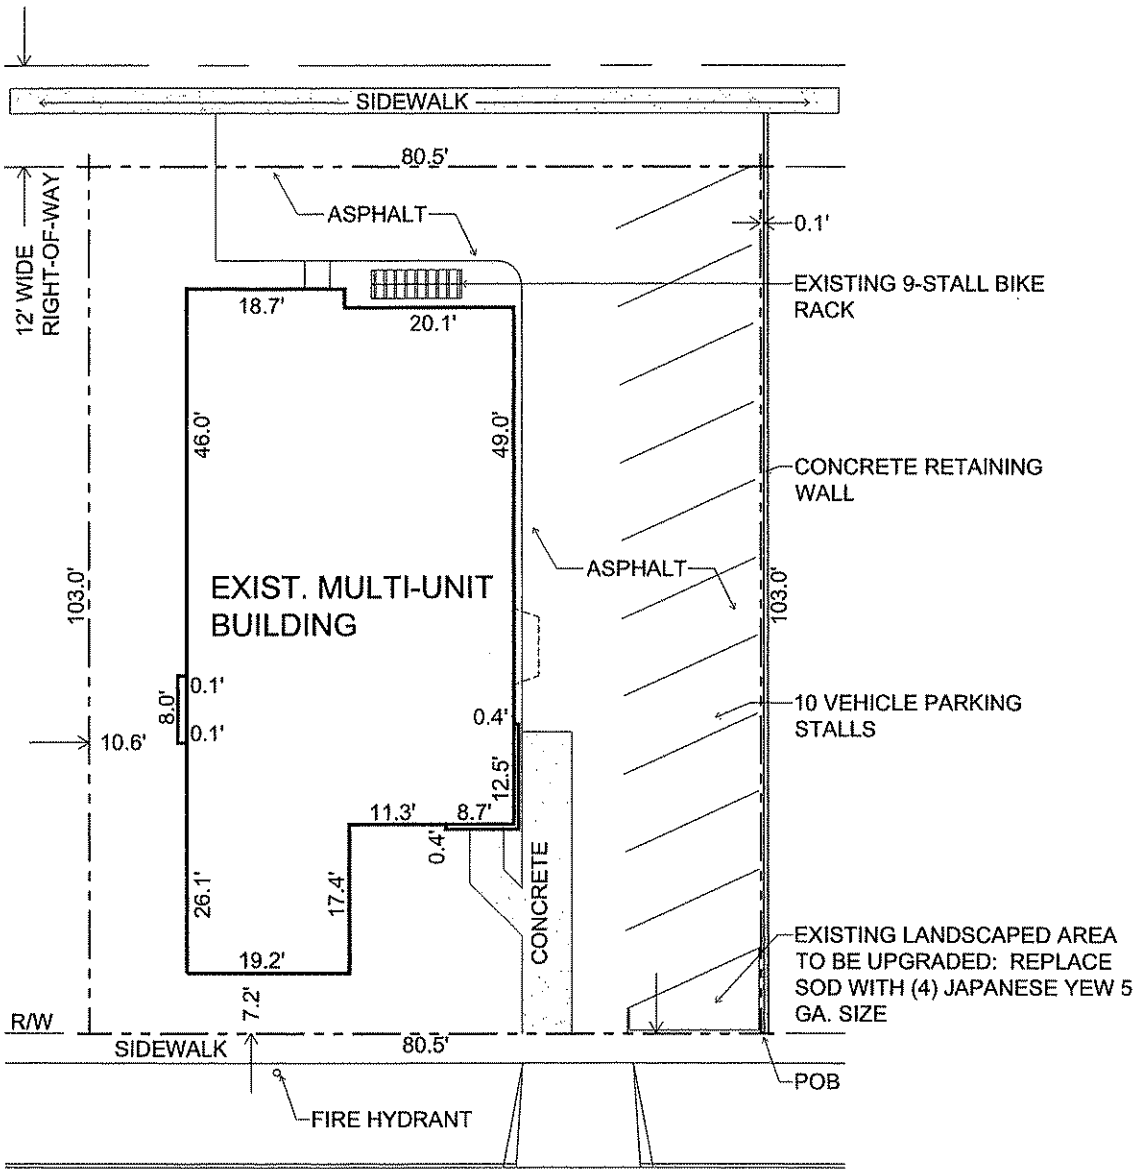 SIDEWALK
80.5'
12' WIDE
RIGHT-OF-WAY
ASPHALT
0.1'
EXISTING 9-STALL BIKE
RACK
18.7'
20.1'
46.0'
49.0'
CONCRETE RETAINING
WALL
103.0'
EXIST. MULTI-UNIT
BUILDING
ASPHALT
103.0'
8.0'
0.1'
0.1'
10.6'
0.4'
10 VEHICLE PARKING
STALLS
12.5'
11.3'
8.7'
0.4'
26.1'
17.4'
CONCRETE
19.2'
7.2'
EXISTING LANDSCAPED AREA
TO BE UPGRADED: REPLACE
SOD WITH (4) JAPANESE YEW 5
GA. SIZE
R/W
SIDEWALK
80.5'
POB
FIRE HYDRANT